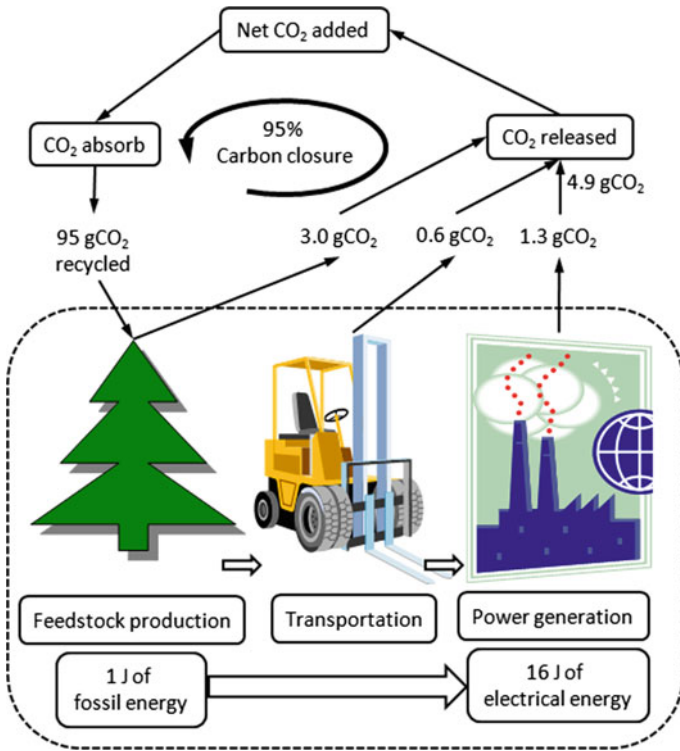 Net CO₂ added
CO₂ absorb
95%
Carbon closure
CO₂ released
4.9 gCO₂
95 gCO₂
recycled
3.0 gCO₂
0.6 gCO₂
1.3 gCO₂
Feedstock production
Transportation
Power generation
1 J of
fossil energy
16 J of
electrical energy